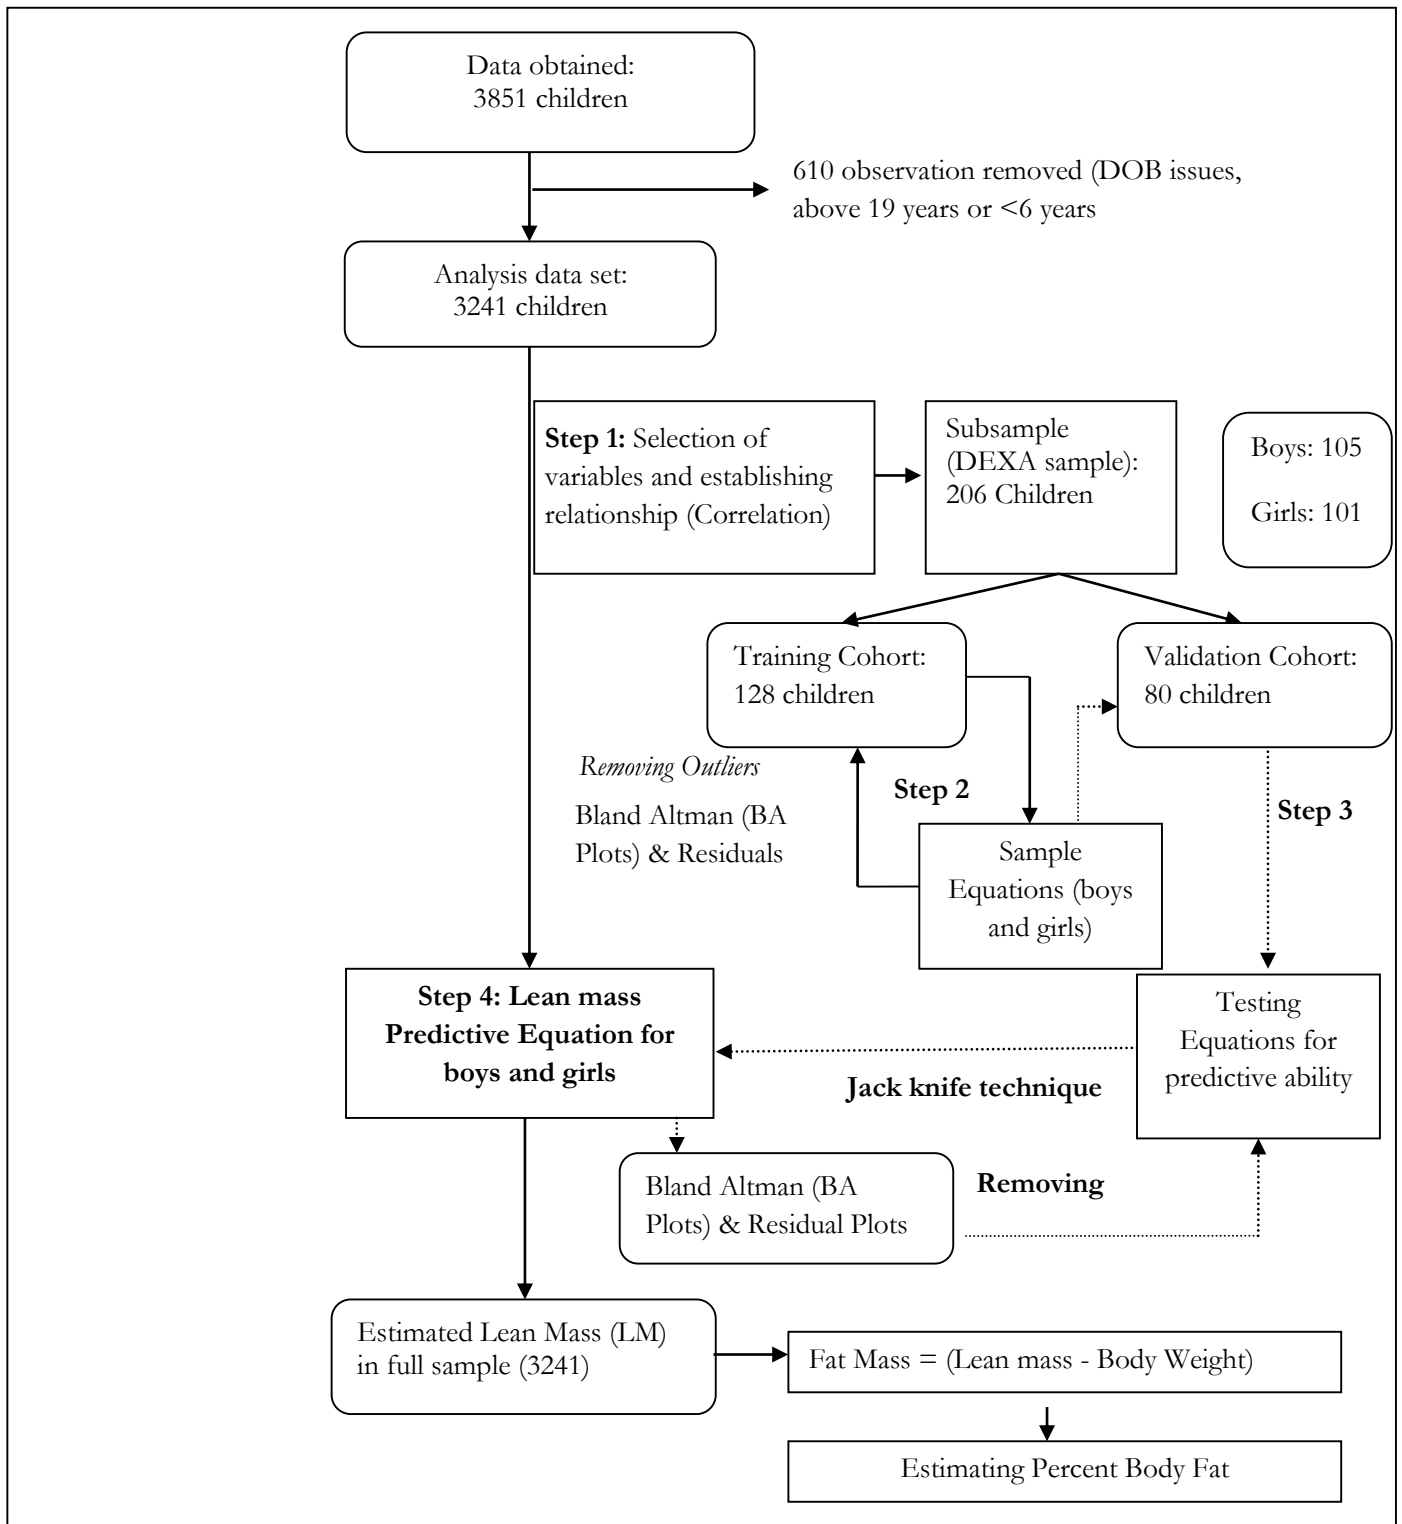 Data obtained:
3851 children
610 observation removed (DOB issues,
above 19 years or <6 years
Analysis data set:
3241 children
Step 1: Selection of
variables and establishing
relationship (Correlation)
Subsample
(DEXA sample):
206 Children
Boys: 105
Girls: 101
Training Cohort:
128 children
Validation Cohort:
80 children
Removing Outliers
Bland Altman (BA
Plots) & Residuals
Step 2
Step 3
Sample
Equations (boys
and girls)
Step 4: Lean mass
Predictive Equation for
boys and girls
Testing
Equations for
predictive ability
Jack knife technique
Bland Altman (BA
Plots) & Residual Plots
Removing
Estimated Lean Mass (LM)
in full sample (3241)
Fat Mass = (Lean mass - Body Weight)
Estimating Percent Body Fat